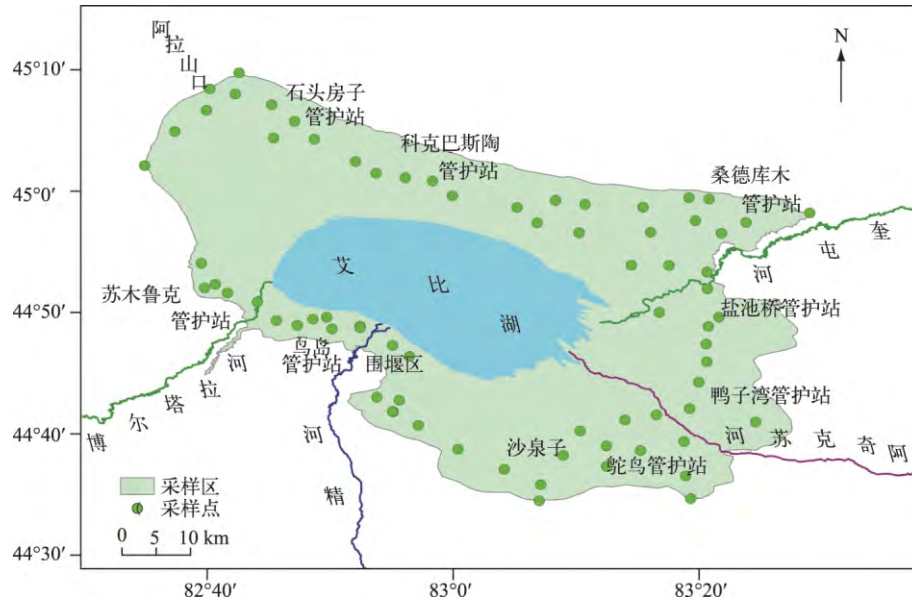 阿拉山口
N
45°10′
石头房子
管护站
科克巴斯陶
管护站
桑德库木
管护站
45°00′
奎屯河
艾比湖
44°50′
苏木鲁克
管护站
盐池桥管护站
鸟岛
管护站
围堰区
鸭子湾管护站
博尔塔拉河
精河
沙泉子
鸵鸟管护站
阿奇克苏河
44°40′
采样区
采样点
0 5 10 km
44°30′
82°40′
83°0′
83°20′